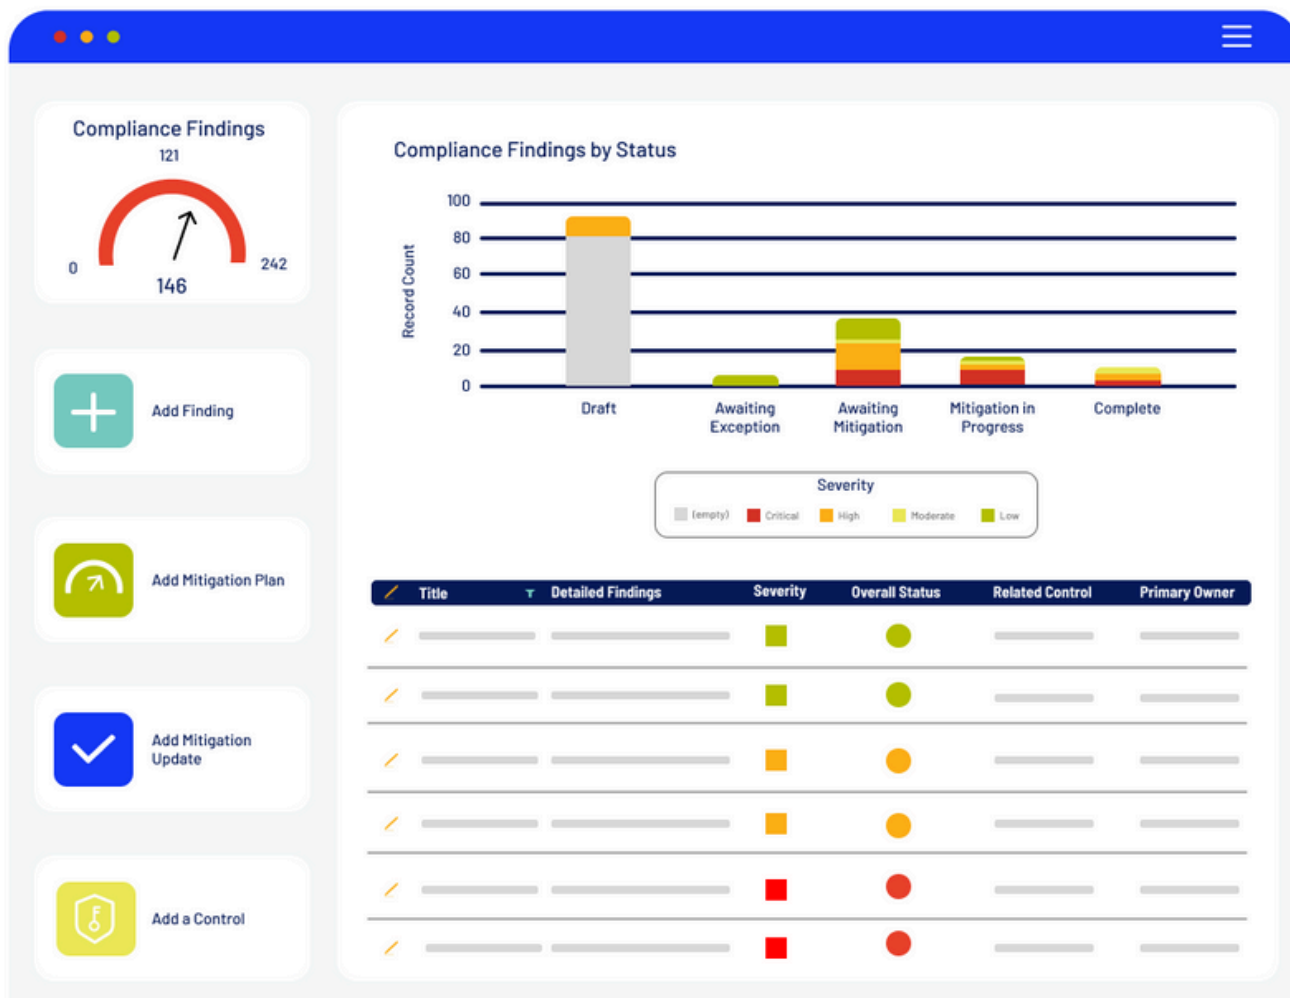 Compliance Findings
121
0
242
146
Add Finding
Add Mitigation Plan
Add Mitigation
Update
Add a Control
Compliance Findings by Status
Record Count
100
80
60
40
20
0
Draft
Awaiting
Exception
Awaiting
Mitigation
Mitigation in
Progress
Complete
Severity
(empty) Critical High Moderate Low
Title Detailed Findings Severity Overall Status Related Control Primary Owner